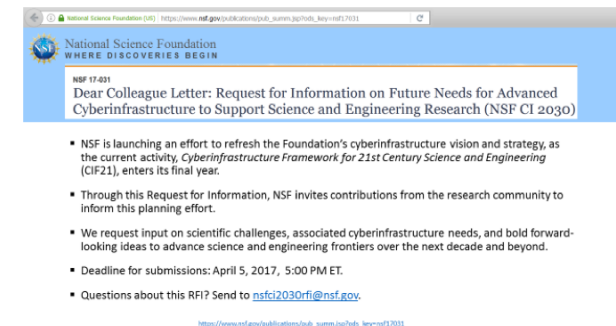 National Science Foundation (US) | https://www.nsf.gov/publications/pub_summ.jsp?ods_key=nsf17031
National Science Foundation
WHERE DISCOVERIES BEGIN
NSF 17-031
Dear Colleague Letter: Request for Information on Future Needs for Advanced
Cyberinfrastructure to Support Science and Engineering Research (NSF CI 2030)
▪ NSF is launching an effort to refresh the Foundation's cyberinfrastructure vision and strategy, as
the current activity, Cyberinfrastructure Framework for 21st Century Science and Engineering
(CIF21), enters its final year.
▪ Through this Request for Information, NSF invites contributions from the research community to
inform this planning effort.
▪ We request input on scientific challenges, associated cyberinfrastructure needs, and bold forward-
looking ideas to advance science and engineering frontiers over the next decade and beyond.
▪ Deadline for submissions: April 5, 2017, 5:00 PM ET.
▪ Questions about this RFI? Send to nsfci2030rfi@nsf.gov.
https://www.nsf.gov/publications/pub_summ.jsp?ods_key=nsf17031